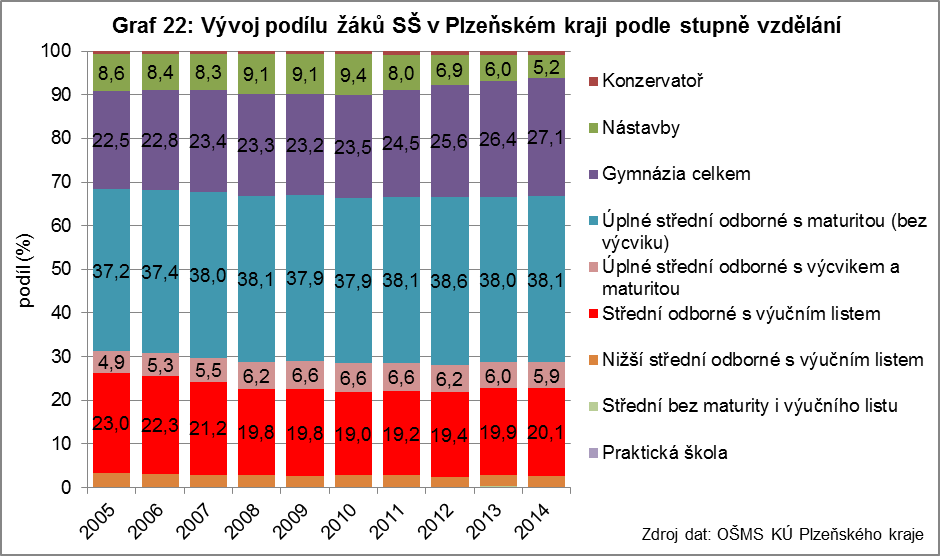 Graf 22: Vývoj podílu žáků SŠ v Plzeňském kraji podle stupně vzdělání
podíl (%)
100
90
80
70
60
50
40
30
20
10
0
8,6 8,4 8,3 9,1 9,1 9,4 8,0 6,9 6,0 5,2
22,5 22,8 23,4 23,3 23,2 23,5 24,5 25,6 26,4 27,1
37,2 37,4 38,0 38,1 37,9 37,9 38,1 38,6 38,0 38,1
4,9 5,3 5,5 6,2 6,6 6,6 6,6 6,2 6,0 5,9
23,0 22,3 21,2 19,8 19,8 19,0 19,2 19,4 19,9 20,1
2005 2006 2007 2008 2009 2010 2011 2012 2013 2014
Konzervatoř
Nástavby
Gymnázia celkem
Úplné střední odborné s maturitou (bez
výcviku)
Úplné střední odborné s výcvikem a
maturitou
Střední odborné s výučním listem
Nižší střední odborné s výučním listem
Střední bez maturity i výučního listu
Praktická škola
Zdroj dat: OŠMS KÚ Plzeňského kraje